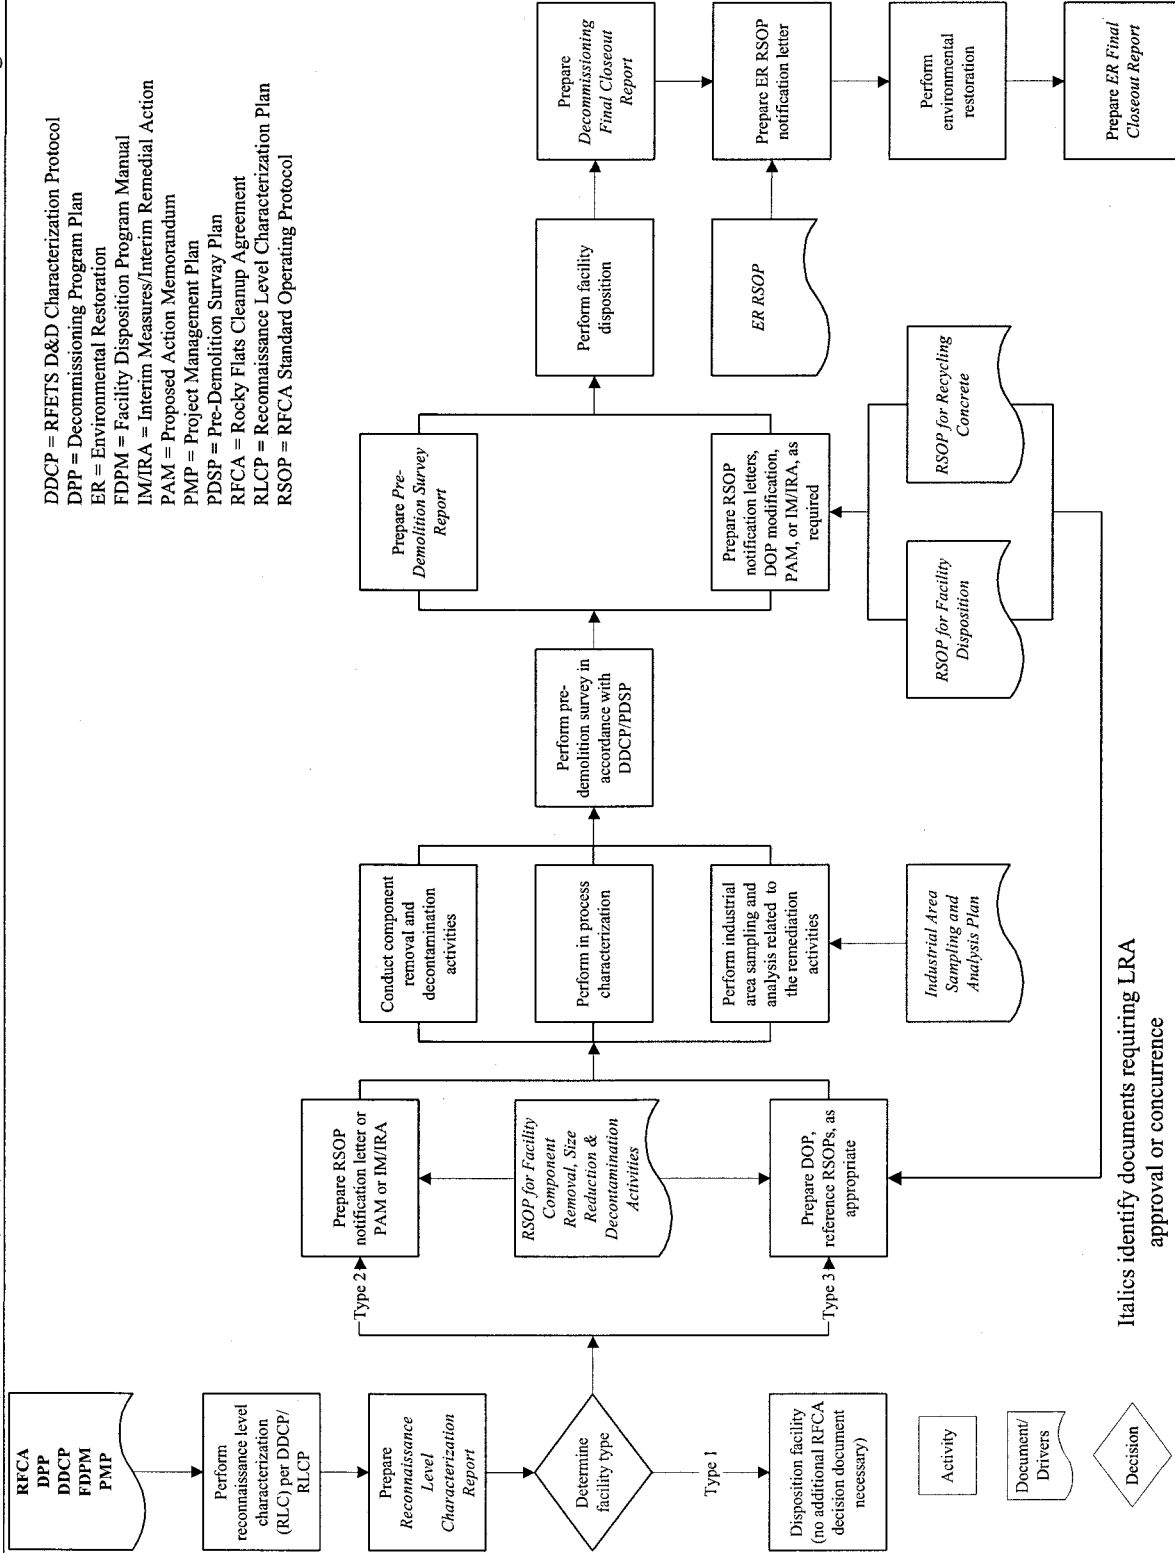 DDCP = RFETS D&D Characterization Protocol
DPP = Decommissioning Program Plan
ER = Environmental Restoration
FDPM = Facility Disposition Program Manual
IM/IRA = Interim Measures/Interim Remedial Action
PAM = Proposed Action Memorandum
PMP = Project Management Plan
PDSP = Pre-Demolition Survay Plan
RFCA = Rocky Flats Cleanup Agreement
RLCP = Reconnaissance Level Characterization Plan
RSOP = RFCA Standard Operating Protocol
RFCA
DPP
DDCP
FDPM
PMP
Perform
reconnaissance level
characterization
(RLC) per DDCP/
RLCP
Prepare
Reconnaissance
Level
Characterization
Report
Determine
facility type
Type 1
Disposition facility
(no additional RFCA
decision document
necessary)
Type 2
Prepare RSOP
notification letter or
PAM or IM/IRA
RSOP for Facility
Component
Removal, Size
Reduction &
Decontamination
Activities
Type 3
Prepare DOP,
reference RSOPs, as
appropriate
Conduct component
removal and
decontamination
activities
Perform in process
characterization
Perform industrial
area sampling and
analysis related to
the remediation
activities
Industrial Area
Sampling and
Analysis Plan
Perform pre-
demolition survey in
accordance with
DDCP/PDSP
Prepare Pre-
Demolition Survey
Report
Prepare RSOP
notification letters,
DOP modification,
PAM, or IM/IRA, as
required
RSOP for Facility
Disposition
RSOP for Recycling
Concrete
Perform facility
disposition
ER RSOP
Prepare
Decommissioning
Final Closeout
Report
Prepare ER RSOP
notification letter
Perform
environmental
restoration
Prepare ER Final
Closeout Report
Activity
Document/
Drivers
Decision
Italics identify documents requiring LRA
approval or concurrence